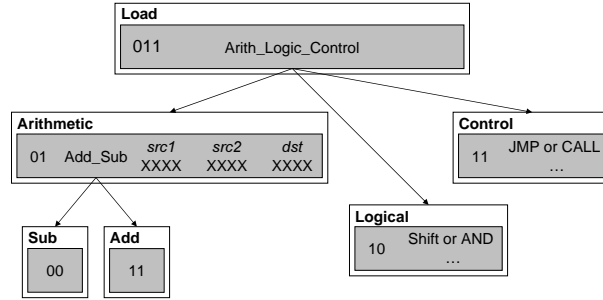 Load
011 Arith_Logic_Control
Arithmetic
src1 src2 dst
01 Add_Sub XXXX XXXX XXXX
Control
11 JMP or CALL
…
Sub
00
Add
11
Logical
10 Shift or AND
…